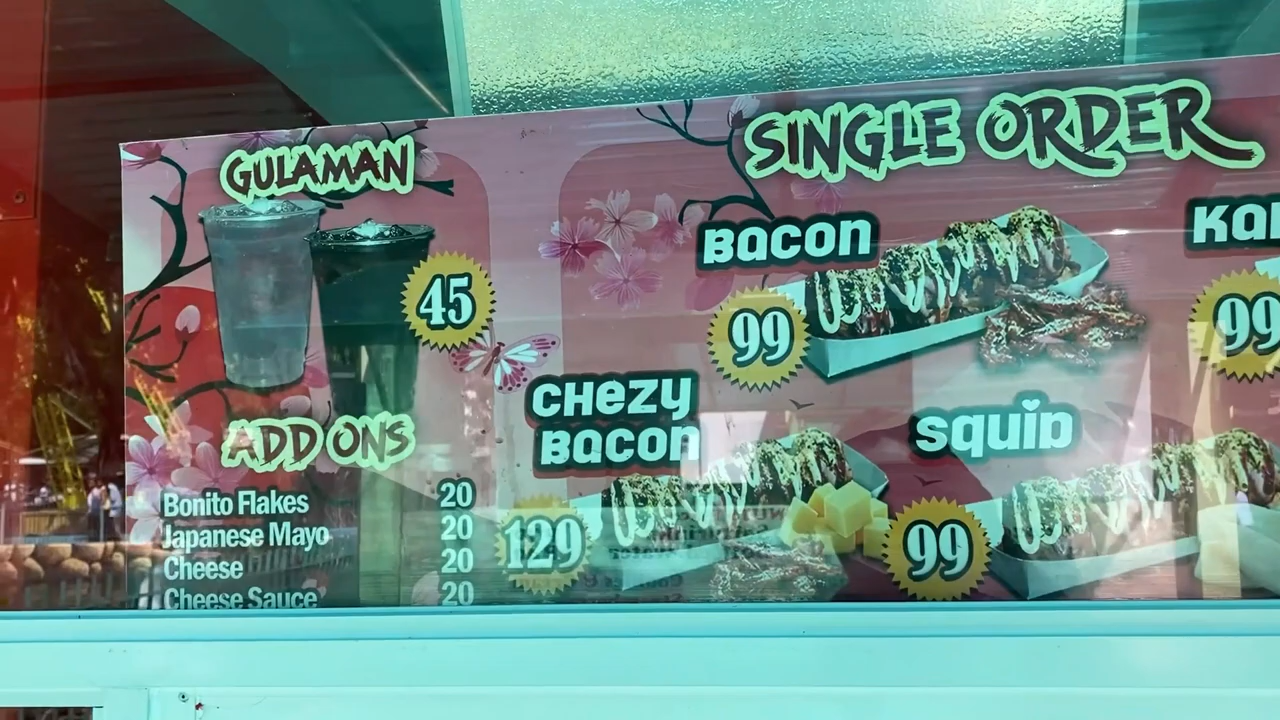 GULAMAN
45
ADD ONS
Bonito Flakes 20
Japanese Mayo 20
Cheese 20
Cheese Sauce 20
SINGLE ORDER
BACON
99
CHEZY
BACON
129
SQUID
99
99